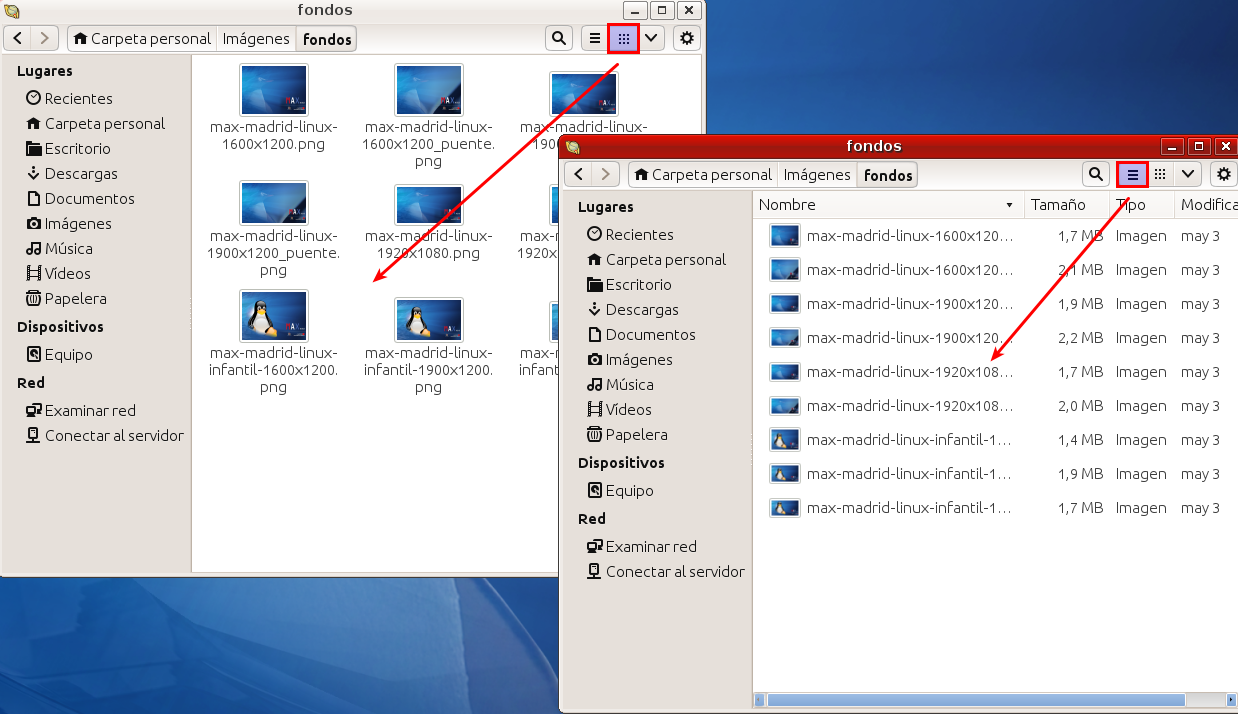 fondos
Carpeta personal Imágenes fondos
Lugares
Recientes
Carpeta personal
Escritorio
Descargas
Documentos
Imágenes
Música
Vídeos
Papelera
Dispositivos
Equipo
Red
Examinar red
Conectar al servidor
max-madrid-linux-
1600x1200.png
max-madrid-linux-
1600x1200_puente.
png
max-madrid-linux-
190
max-madrid-linux-
1900x1200_puente.
png
max-madrid-linux-
1920x1080.png
max-m
1920x
max-madrid-linux-
infantil-1600x1200.
png
max-madrid-linux-
infantil-1900x1200.
png
max-m
infant
fondos
Carpeta personal Imágenes fondos
Lugares
Recientes
Carpeta personal
Escritorio
Descargas
Documentos
Imágenes
Música
Vídeos
Papelera
Dispositivos
Equipo
Red
Examinar red
Conectar al servidor
Nombre Tamaño Tipo Modifica
max-madrid-linux-1600x120... 1,7 MB Imagen may 3
max-madrid-linux-1600x120... 2,1 MB Imagen may 3
max-madrid-linux-1900x120... 1,9 MB Imagen may 3
max-madrid-linux-1900x120... 2,2 MB Imagen may 3
max-madrid-linux-1920x108... 1,7 MB Imagen may 3
max-madrid-linux-1920x108... 2,0 MB Imagen may 3
max-madrid-linux-infantil-1... 1,4 MB Imagen may 3
max-madrid-linux-infantil-1... 1,9 MB Imagen may 3
max-madrid-linux-infantil-1... 1,7 MB Imagen may 3